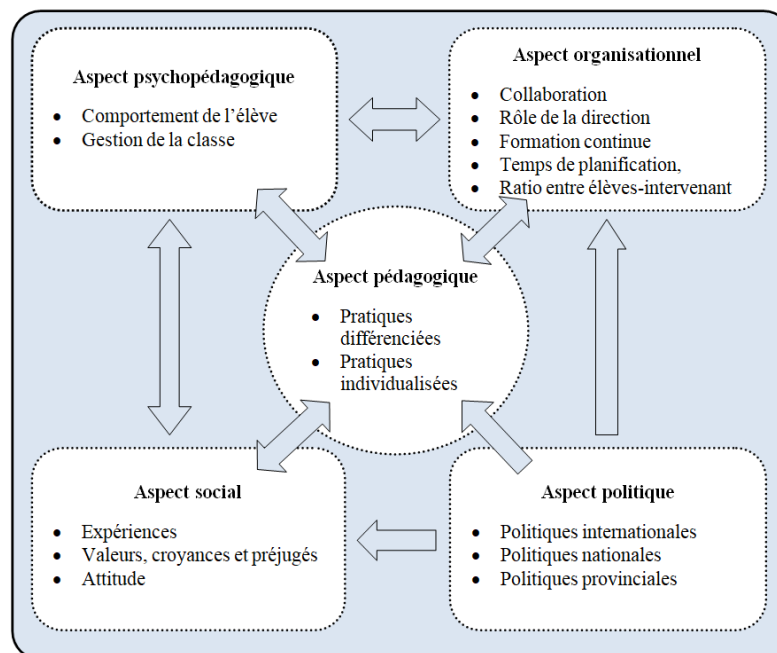 Aspect psychopédagogique
• Comportement de l'élève
• Gestion de la classe
Aspect organisationnel
• Collaboration
• Rôle de la direction
• Formation continue
• Temps de planification,
• Ratio entre élèves-intervenant
Aspect pédagogique
• Pratiques
différenciées
• Pratiques
individualisées
Aspect social
• Expériences
• Valeurs, croyances et préjugés
• Attitude
Aspect politique
• Politiques internationales
• Politiques nationales
• Politiques provinciales